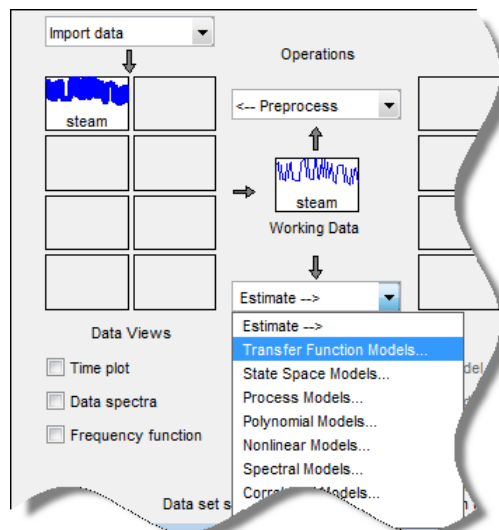 Import data
Operations
steam
<-- Preprocess
steam
Working Data
Estimate -->
Data Views
Estimate -->
Transfer Function Models...
Time plot
State Space Models...
Data spectra
Process Models...
Polynomial Models...
Frequency function
Nonlinear Models...
Spectral Models...
Data set s